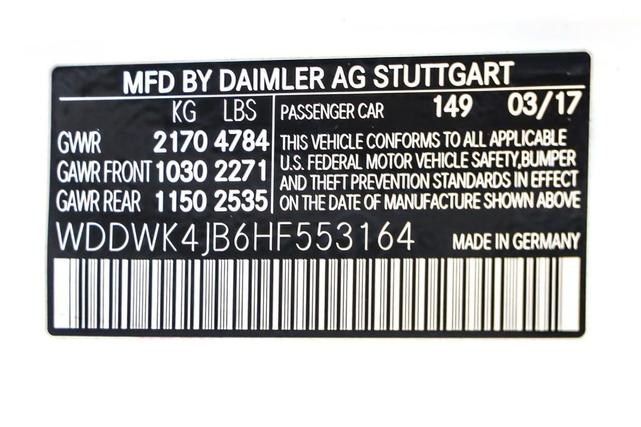 MFD BY DAIMLER AG STUTTGART
KG LBS
GVWR 2170 4784
GAWR FRONT 1030 2271
GAWR REAR 1150 2535
PASSENGER CAR 149 03/17
THIS VEHICLE CONFORMS TO ALL APPLICABLE
U.S. FEDERAL MOTOR VEHICLE SAFETY, BUMPER
AND THEFT PREVENTION STANDARDS IN EFFECT
ON THE DATE OF MANUFACTURE SHOWN ABOVE
WDDWK4JB6HF553164 MADE IN GERMANY